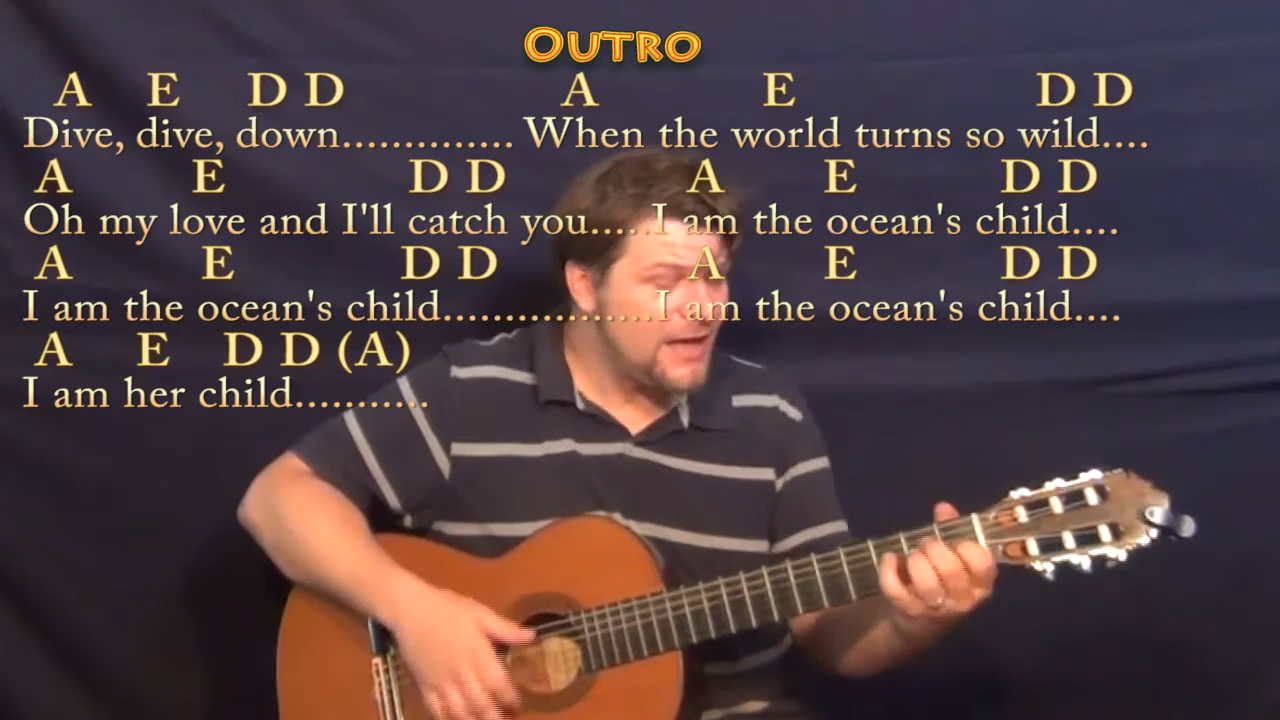 OUTRO
A E D D A E D D
Dive, dive, down.............. When the world turns so wild....
A E D D A E D D
Oh my love and I'll catch you.....I am the ocean's child....
A E D D A E D D
I am the ocean's child.................I am the ocean's child....
A E D D (A)
I am her child...........